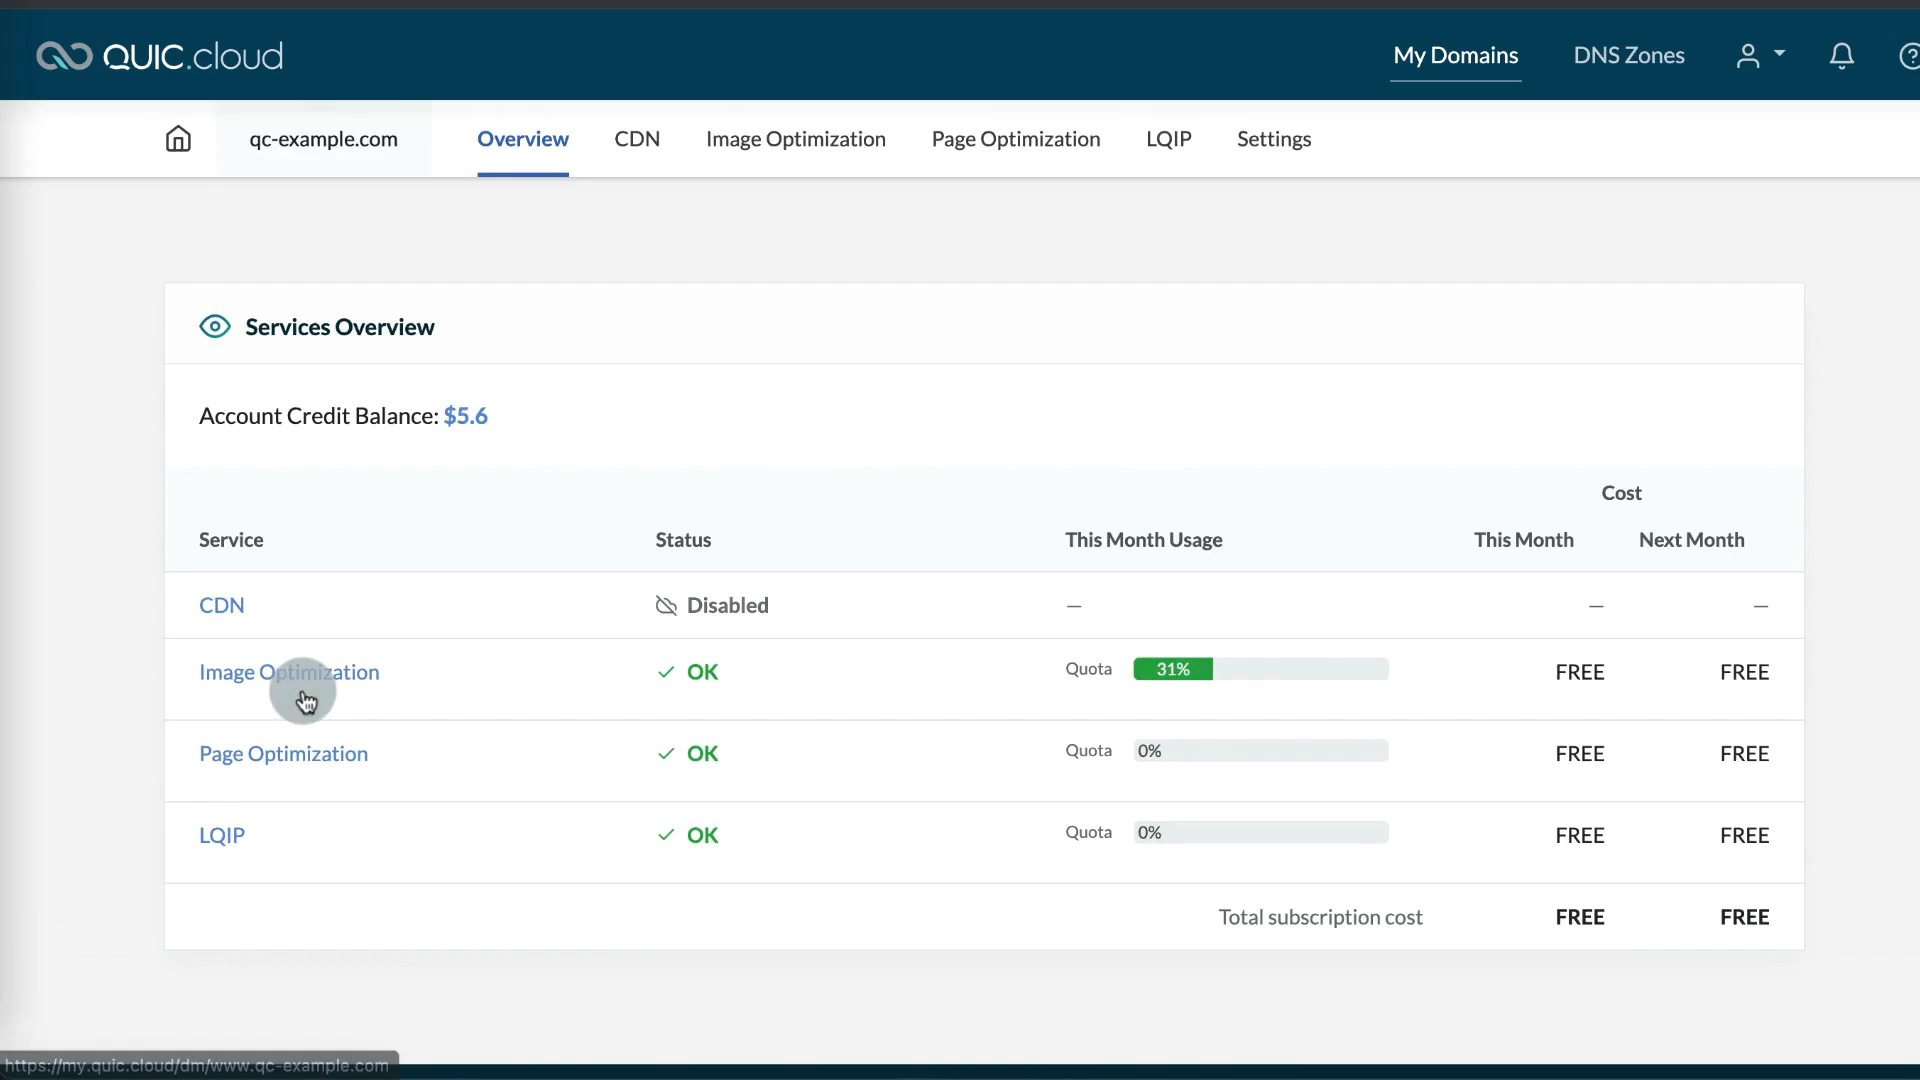 QUIC.cloud
My Domains
DNS Zones
qc-example.com
Overview
CDN
Image Optimization
Page Optimization
LQIP
Settings
Services Overview
Account Credit Balance: $5.6
Cost
Service
Status
This Month Usage
This Month
Next Month
CDN
Disabled
—
—
—
Image Optimization
OK
Quota
31%
FREE
FREE
Page Optimization
OK
Quota
0%
FREE
FREE
LQIP
OK
Quota
0%
FREE
FREE
Total subscription cost
FREE
FREE
https://my.quic.cloud/dm/www.qc-example.com